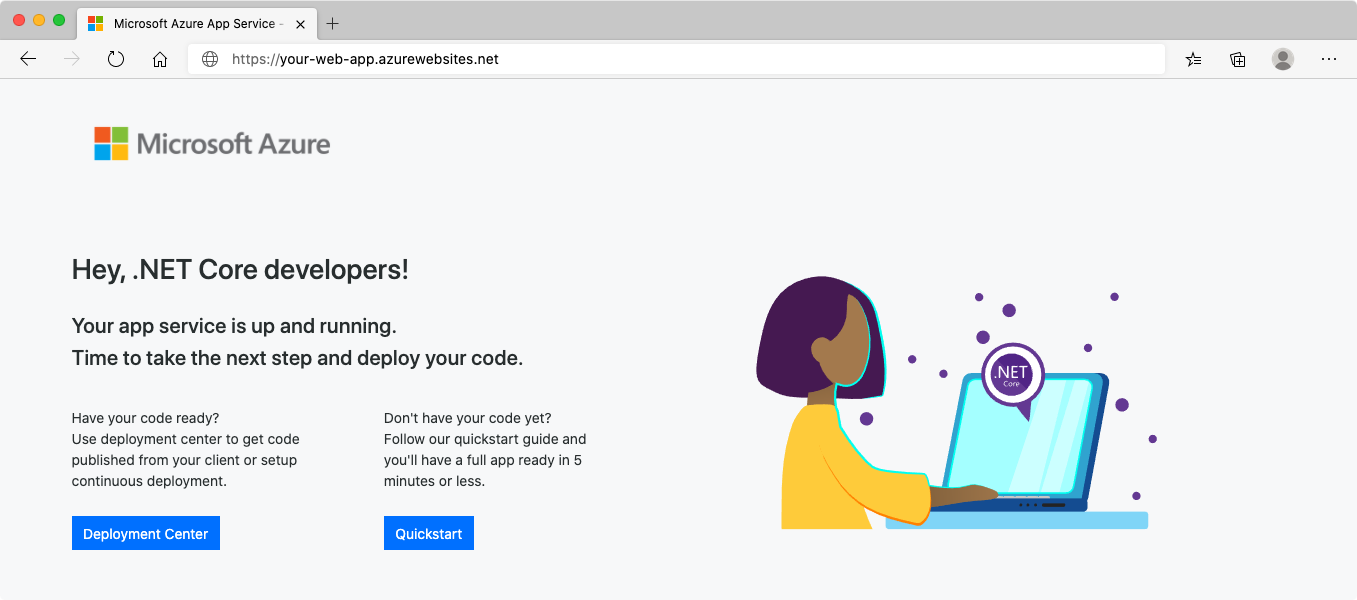 Microsoft Azure App Service -
https://your-web-app.azurewebsites.net
Microsoft Azure
Hey, .NET Core developers!
Your app service is up and running.
Time to take the next step and deploy your code.
Have your code ready?
Use deployment center to get code
published from your client or setup
continuous deployment.
Deployment Center
Don't have your code yet?
Follow our quickstart guide and
you'll have a full app ready in 5
minutes or less.
Quickstart
.NET
Core